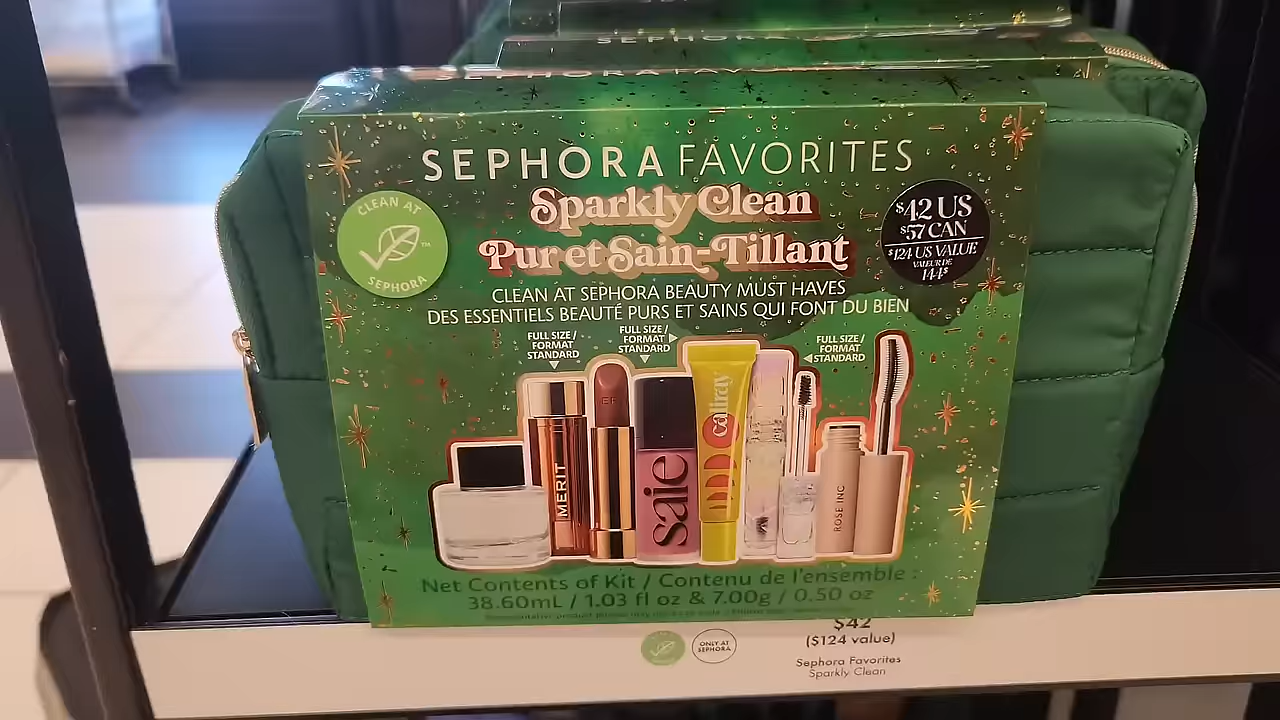 SEPHORA
SEPHORA FAVORITES
SEPHORA FAVORITES
Sparkly Clean
Pur et Sain-Tillant
CLEAN AT SEPHORA BEAUTY MUST HAVES
DES ESSENTIELS BEAUTÉ PURS ET SAINS QUI FONT DU BIEN
CLEAN AT
SEPHORA
$42 US
$57 CAN
$124 US VALUE
VALEUR DE
144$
FULL SIZE/
FORMAT
STANDARD
FULL SIZE/
FORMAT
STANDARD
FULL SIZE/
FORMAT
STANDARD
MERIT
saie
caliray
ROSE INC
Net Contents of Kit / Contenu de l'ensemble :
38.60mL / 1.03 fl oz & 7.00g / 0.50 oz
ONLY AT
SEPHORA
$42
($124 value)
Sephora Favorites
Sparkly Clean